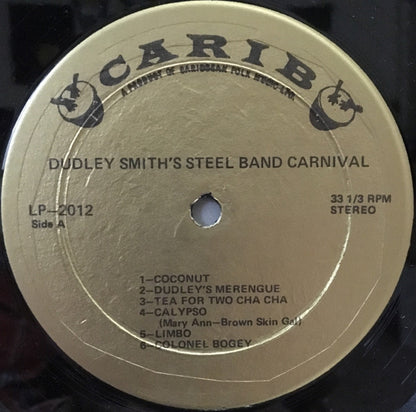 CARIB
A PRODUCT OF CARIBBEAN FOLK MUSIC
DUDLEY SMITH'S STEEL BAND CARNIVAL
LP-2012
Side A
33 1/3 RPM
STEREO
1-COCONUT
2-DUDLEY'S MERENGUE
3-TEA FOR TWO CHA CHA
4-CALYPSO
(Mary Ann-Brown Skin Gal)
5-LIMBO
6-COLONEL BOGEY